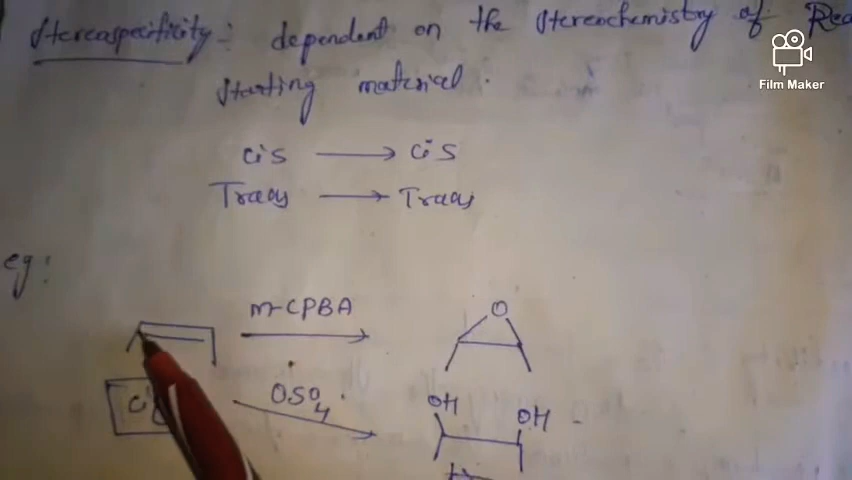 Stereaspecificity:- dependent on the stereochemistry of Rea
Film Maker
starting material.
cis → cis
Trans → Trans
eg:
m-CPBA
O
OsO4
OH
OH